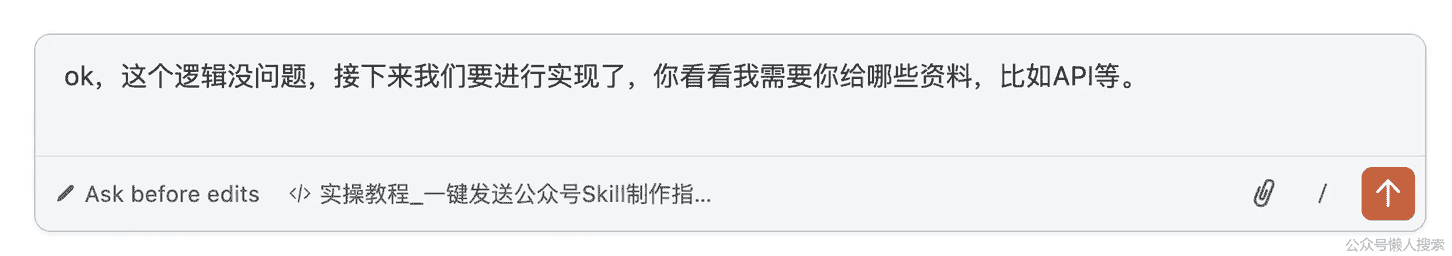 ok，这个逻辑没问题，接下来我们要进行实现了，你看看我需要你给哪些资料，比如API等。
Ask before edits </> 实操教程_一键发送公众号Skill制作指... /
公众号懒人搜索